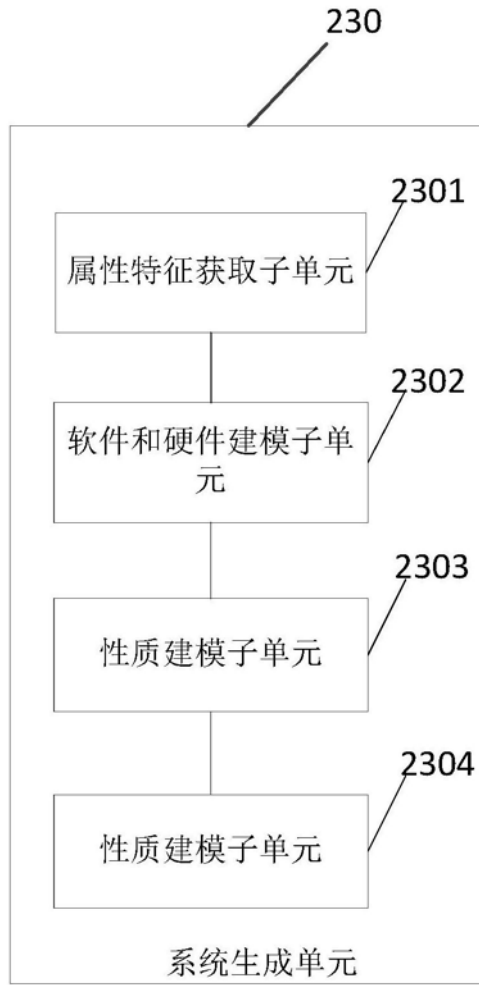 230
2301
属性特征获取子单元
2302
软件和硬件建模子单
元
2303
性质建模子单元
2304
性质建模子单元
系统生成单元